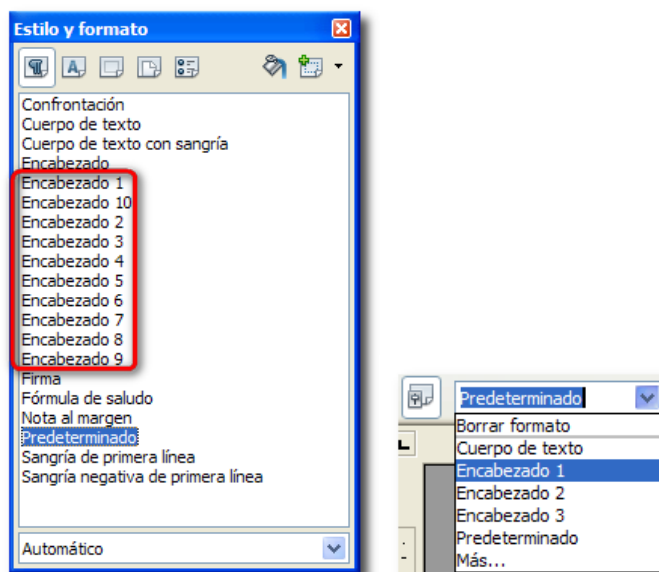 Estilo y formato
Confrontación
Cuerpo de texto
Cuerpo de texto con sangría
Encabezado
Encabezado 1
Encabezado 10
Encabezado 2
Encabezado 3
Encabezado 4
Encabezado 5
Encabezado 6
Encabezado 7
Encabezado 8
Encabezado 9
Firma
Fórmula de saludo
Nota al margen
Predeterminado
Sangría de primera línea
Sangría negativa de primera línea
Automático
Predeterminado
Borrar formato
Cuerpo de texto
Encabezado 1
Encabezado 2
Encabezado 3
Predeterminado
Más...